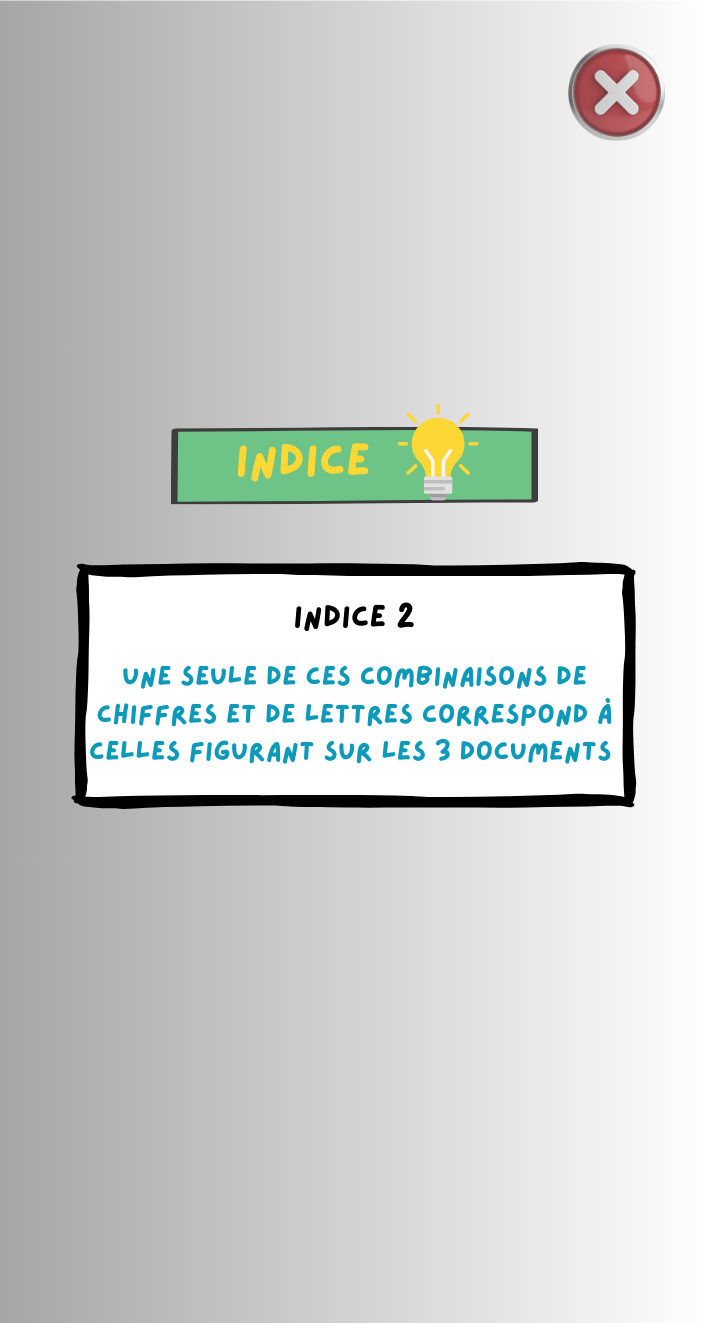 INDICE
INDICE 2
UNE SEULE DE CES COMBINAISONS DE
CHIFFRES ET DE LETTRES CORRESPOND À
CELLES FIGURANT SUR LES 3 DOCUMENTS